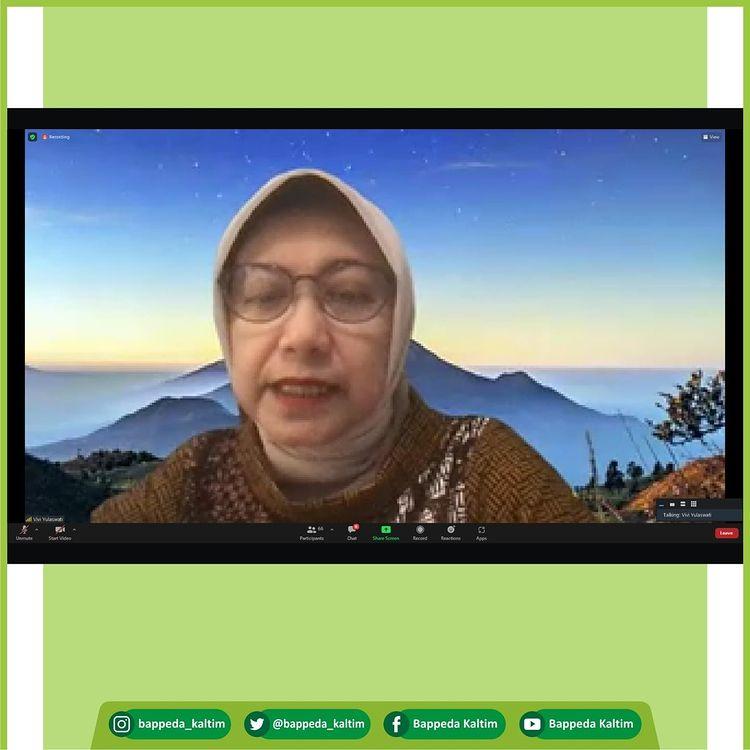 Recording
View
Vivi Yulaswati
Talking: Vivi Yulaswati
Unmute
Start Video
Participants
66
Chat
Share Screen
Record
Reactions
Apps
Leave
bappeda_kaltim
@bappeda_kaltim
Bappeda Kaltim
Bappeda Kaltim